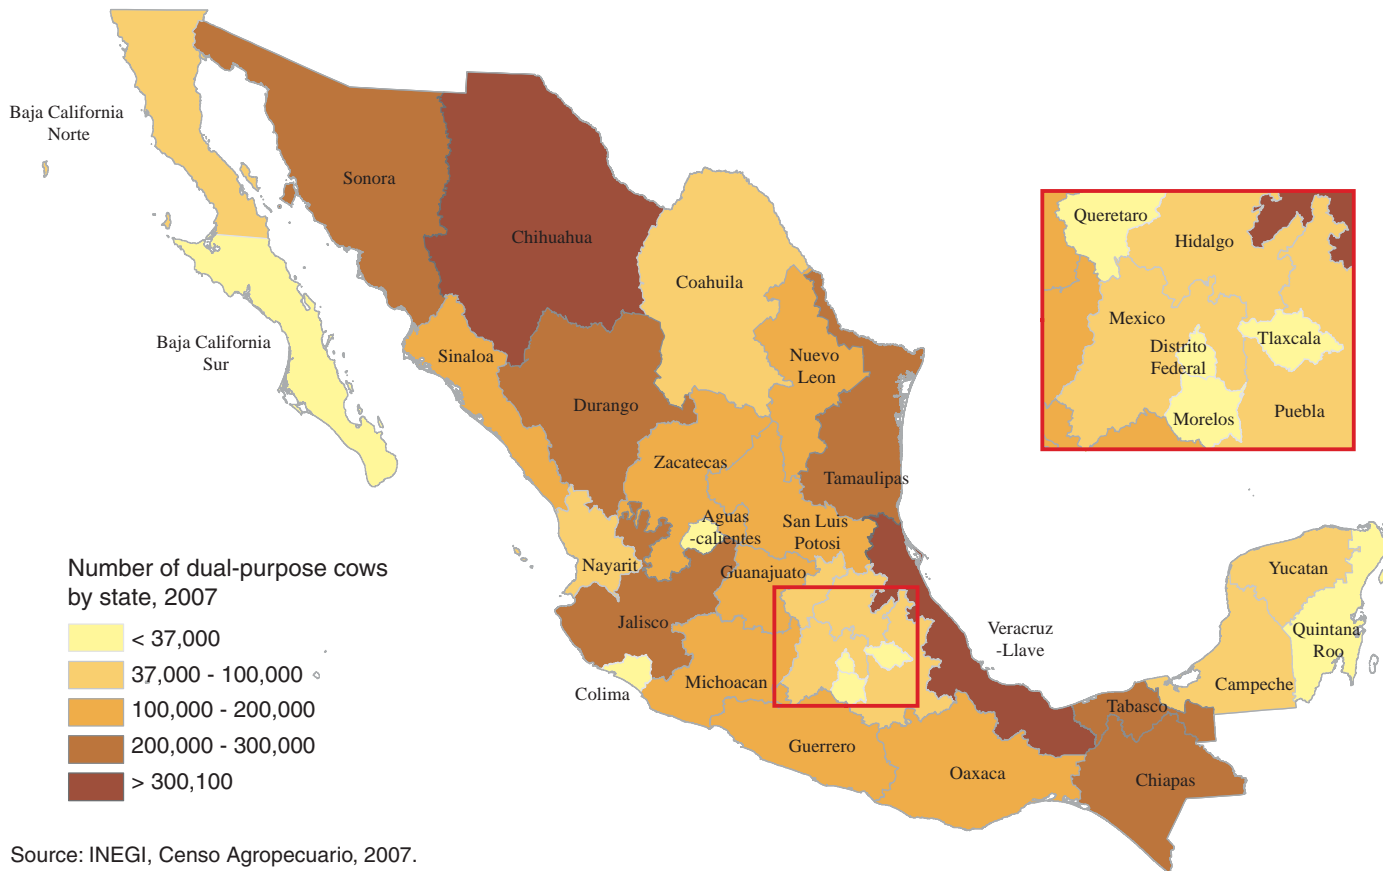 Baja California
Norte
Sonora
Chihuahua
Coahuila
Queretaro
Hidalgo
Mexico
Distrito
Federal
Tlaxcala
Morelos
Puebla
Baja California
Sur
Sinaloa
Nuevo
Leon
Durango
Zacatecas
Tamaulipas
Aguas
-calientes
San Luis
Potosi
Nayarit
Guanajuato
Yucatan
Jalisco
Veracruz
-Llave
Quintana
Roo
Colima
Michoacan
Campeche
Tabasco
Guerrero
Oaxaca
Chiapas
Number of dual-purpose cows
by state, 2007
< 37,000
37,000 - 100,000
100,000 - 200,000
200,000 - 300,000
> 300,100
Source: INEGI, Censo Agropecuario, 2007.